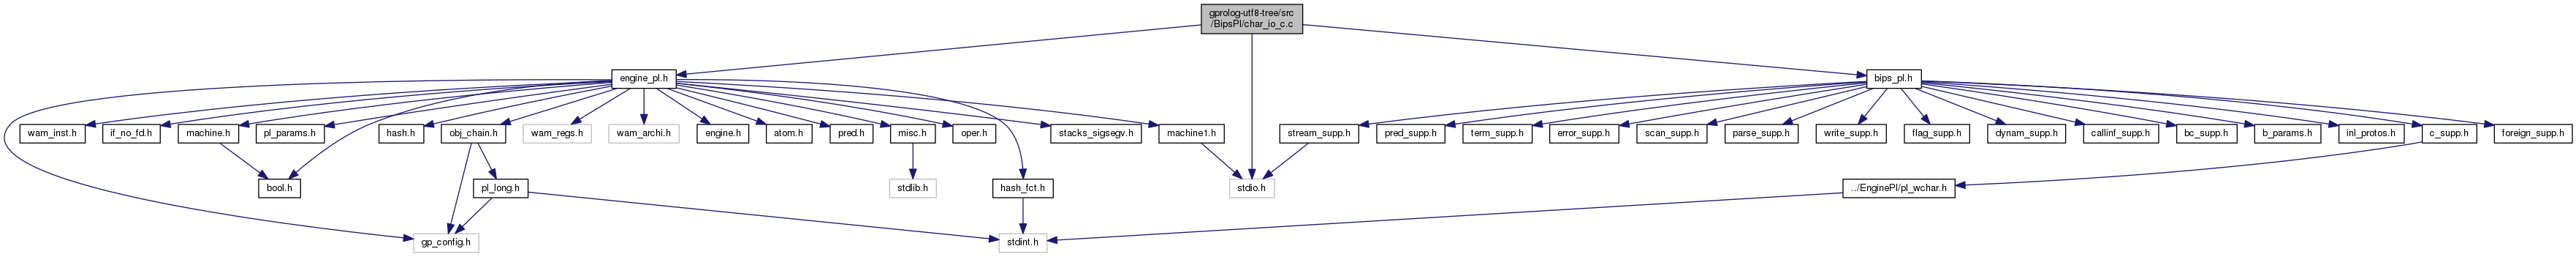 gprolog-utf8-tree/src
/BipsPl/char_io_c.c
engine_pl.h
bips_pl.h
wam_inst.h
if_no_fd.h
machine.h
pl_params.h
hash.h
obj_chain.h
wam_regs.h
wam_archi.h
engine.h
atom.h
pred.h
misc.h
oper.h
stacks_sigsegv.h
machine1.h
stream_supp.h
pred_supp.h
term_supp.h
error_supp.h
scan_supp.h
parse_supp.h
write_supp.h
flag_supp.h
dynam_supp.h
callinf_supp.h
bc_supp.h
b_params.h
inl_protos.h
c_supp.h
foreign_supp.h
bool.h
pl_long.h
stdlib.h
hash_fct.h
stdio.h
../EnginePl/pl_wchar.h
gp_config.h
stdint.h